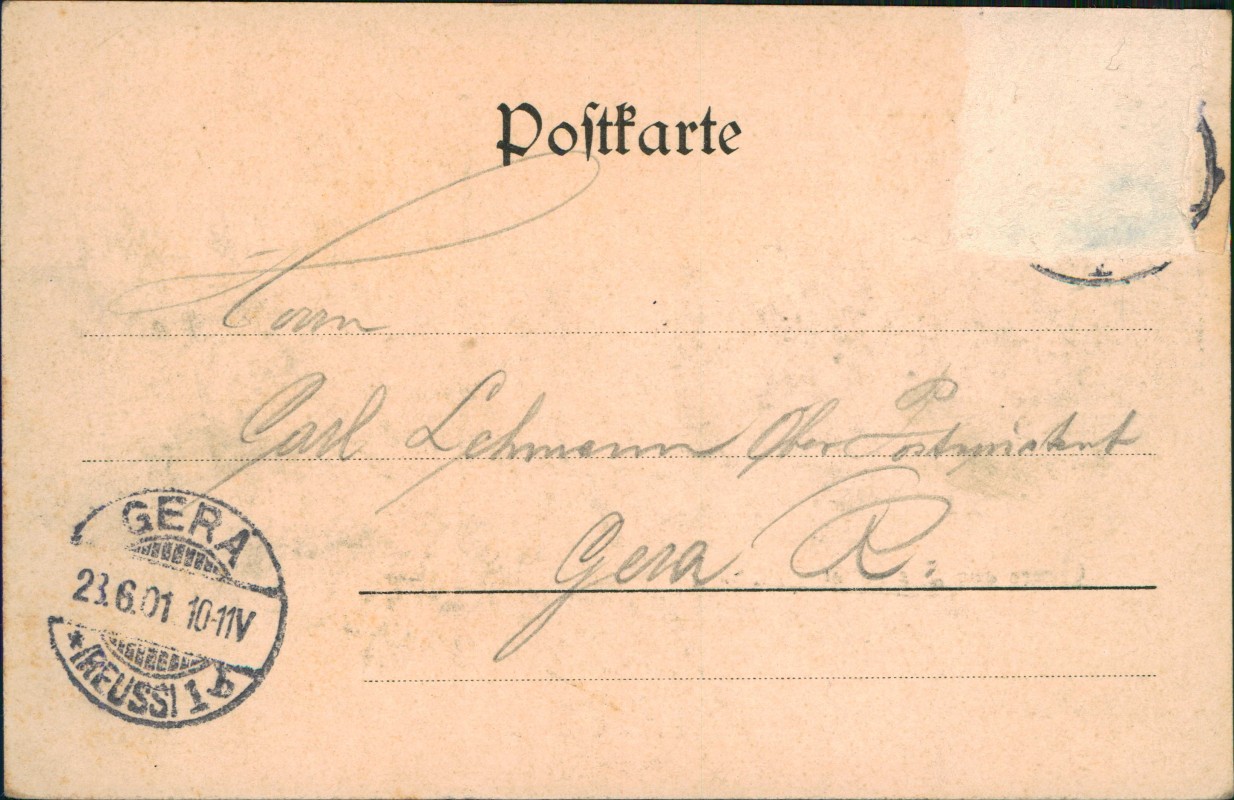 Postkarte
Herrn
Carl Lehmann Ober Postassistent
Gera R.
GERA
23.6.01 10-11V
* (REUSS) 1 b